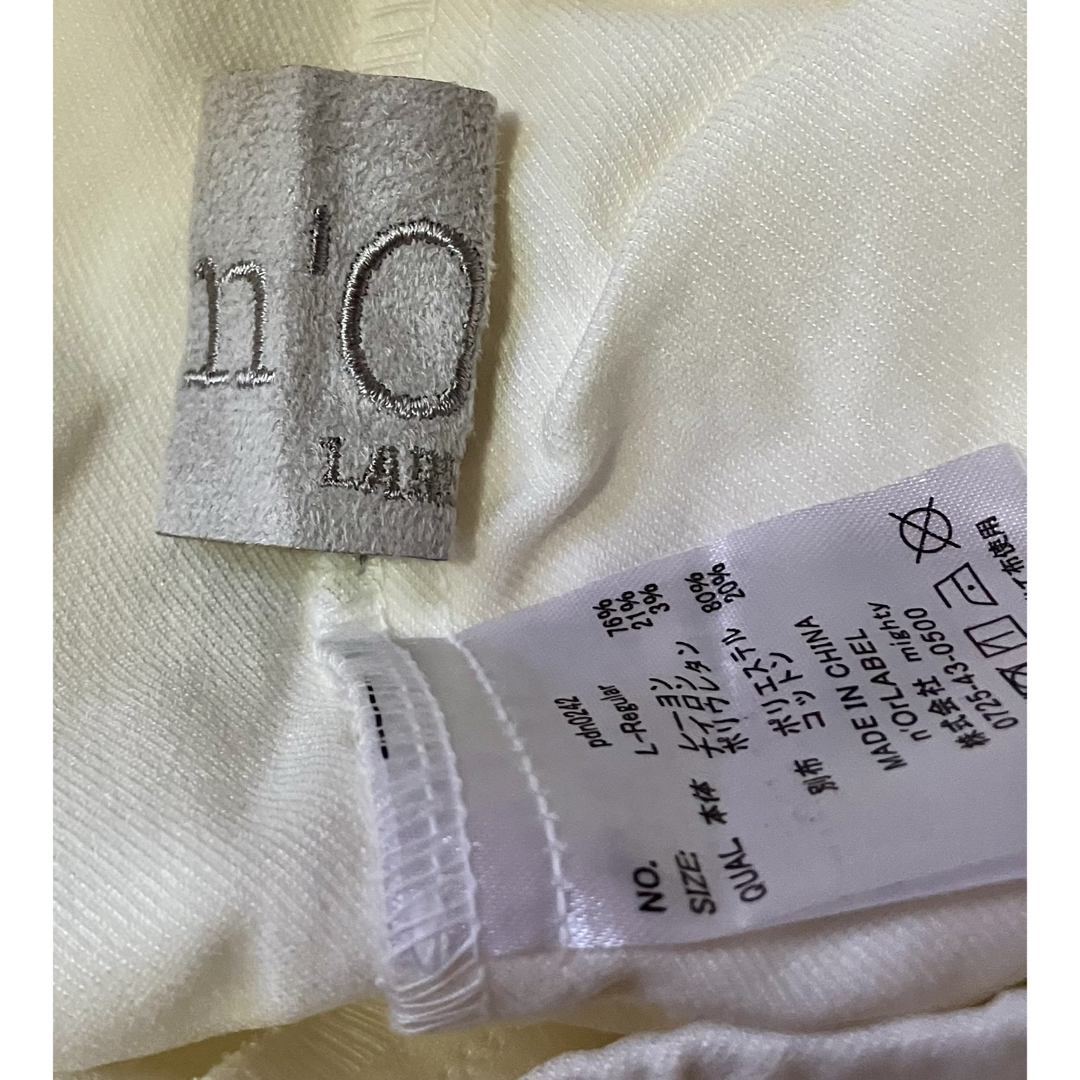 n'O
LAB
NO. pdn0242
SIZE: L-Regular
QUAL 本体 レーヨン 76%
ナイロン 21%
ポリウレタン 3%
別布 ポリエステル 80%
コットン 20%
MADE IN CHINA
n'orLABEL
株式会社 mighty
0725-43-0500
布使用